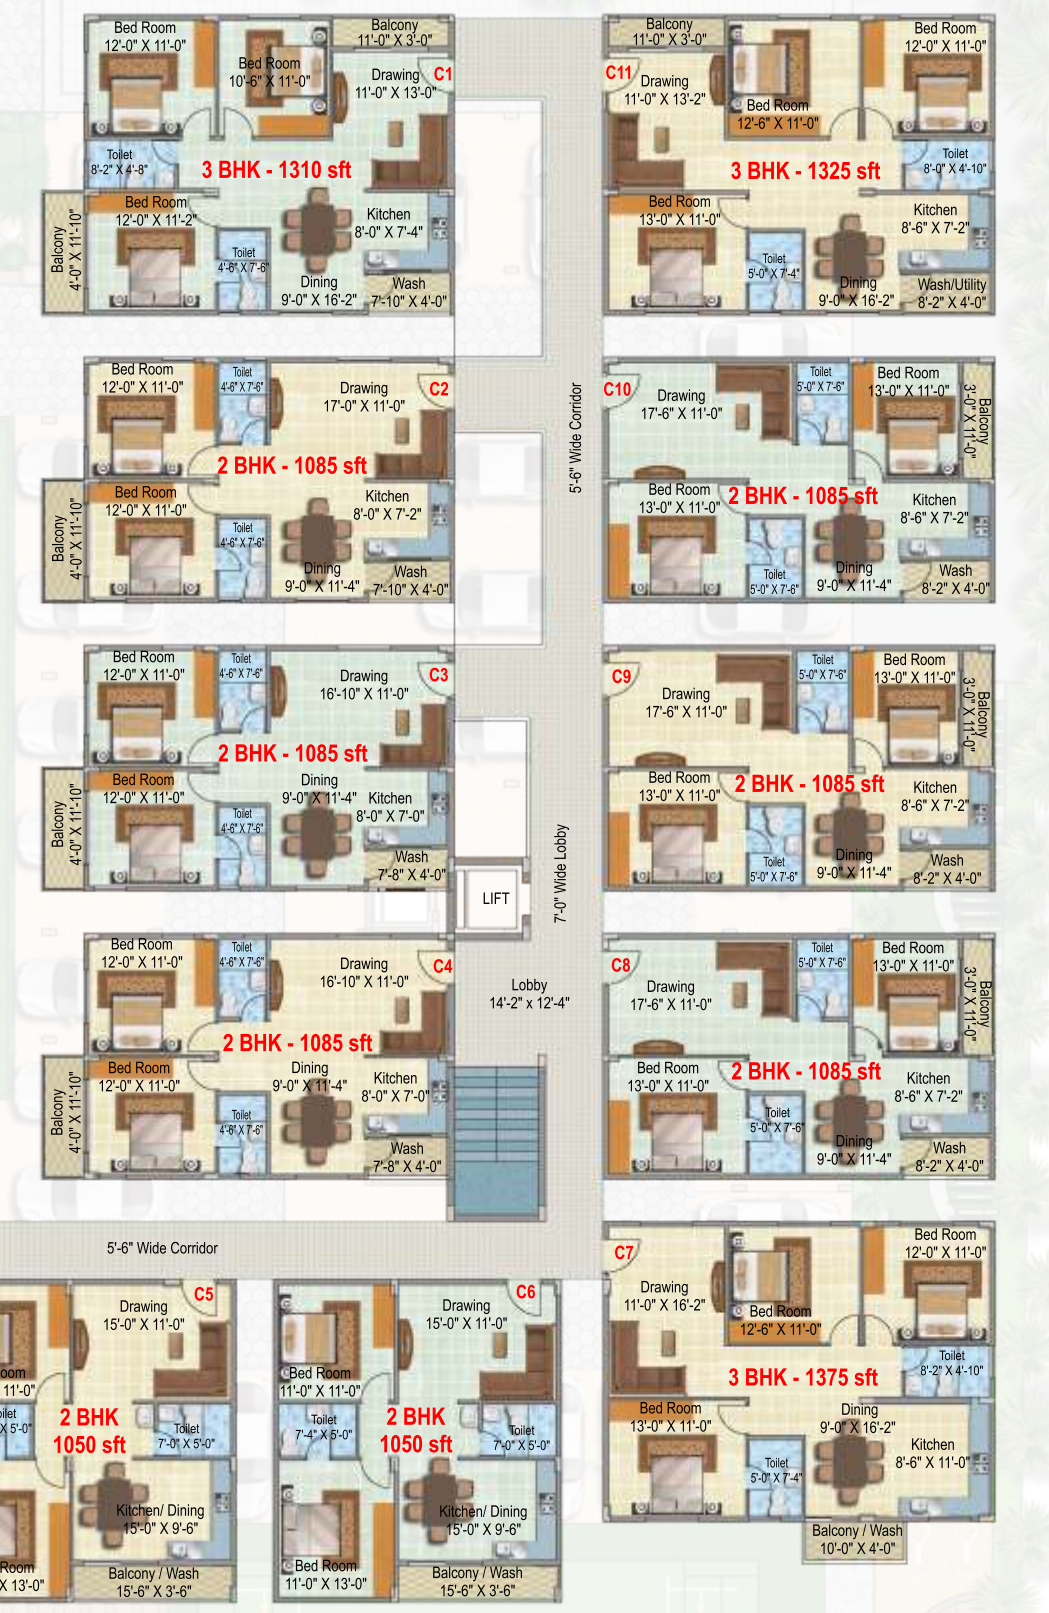 Bed Room
12'-0" X 11'-0"
Bed Room
10'-6" X 11'-0"
Balcony
11'-0" X 3'-0"
Drawing
11'-0" X 13'-0"
C1
Toilet
8'-2" X 4'-8"
3 BHK - 1310 sft
Bed Room
12'-0" X 11'-2"
Balcony
4'-0" X 11'-10"
Toilet
4'-6" X 7'-6"
Kitchen
8'-0" X 7'-4"
Dining
9'-0" X 16'-2"
Wash
7'-10" X 4'-0"
Balcony
11'-0" X 3'-0"
C11
Drawing
11'-0" X 13'-2"
Bed Room
12'-6" X 11'-0"
Bed Room
12'-0" X 11'-0"
3 BHK - 1325 sft
Toilet
8'-0" X 4'-10"
Bed Room
13'-0" X 11'-0"
Toilet
5'-0" X 7'-4"
Kitchen
8'-6" X 7'-2"
Dining
9'-0" X 16'-2"
Wash/Utility
8'-2" X 4'-0"
Bed Room
12'-0" X 11'-0"
Toilet
4'-6" X 7'-6"
Drawing
17'-0" X 11'-0"
C2
2 BHK - 1085 sft
Bed Room
12'-0" X 11'-0"
Balcony
4'-0" X 11'-10"
Toilet
4'-6" X 7'-6"
Kitchen
8'-0" X 7'-2"
Dining
9'-0" X 11'-4"
Wash
7'-10" X 4'-0"
5'-6" Wide Corridor
C10
Drawing
17'-6" X 11'-0"
Toilet
5'-0" X 7'-6"
Bed Room
13'-0" X 11'-0"
Balcony
3'-0" X 11'-0"
2 BHK - 1085 sft
Bed Room
13'-0" X 11'-0"
Toilet
5'-0" X 7'-6"
Kitchen
8'-6" X 7'-2"
Dining
9'-0" X 11'-4"
Wash
8'-2" X 4'-0"
Bed Room
12'-0" X 11'-0"
Toilet
4'-6" X 7'-6"
Drawing
16'-10" X 11'-0"
C3
2 BHK - 1085 sft
Bed Room
12'-0" X 11'-0"
Balcony
4'-0" X 11'-10"
Toilet
4'-6" X 7'-6"
Dining
9'-0" X 11'-4"
Kitchen
8'-0" X 7'-0"
Wash
7'-8" X 4'-0"
C9
Drawing
17'-6" X 11'-0"
Toilet
5'-0" X 7'-6"
Bed Room
13'-0" X 11'-0"
Balcony
3'-0" X 11'-0"
2 BHK - 1085 sft
Bed Room
13'-0" X 11'-0"
Toilet
5'-0" X 7'-6"
Kitchen
8'-6" X 7'-2"
Dining
9'-0" X 11'-4"
Wash
8'-2" X 4'-0"
LIFT
7'-0" Wide Lobby
Lobby
14'-2" x 12'-4"
Bed Room
12'-0" X 11'-0"
Toilet
4'-6" X 7'-6"
Drawing
16'-10" X 11'-0"
C4
2 BHK - 1085 sft
Bed Room
12'-0" X 11'-0"
Balcony
4'-0" X 11'-10"
Toilet
4'-6" X 7'-6"
Dining
9'-0" X 11'-4"
Kitchen
8'-0" X 7'-0"
Wash
7'-8" X 4'-0"
C8
Drawing
17'-6" X 11'-0"
Toilet
5'-0" X 7'-6"
Bed Room
13'-0" X 11'-0"
Balcony
3'-0" X 11'-0"
2 BHK - 1085 sft
Bed Room
13'-0" X 11'-0"
Toilet
5'-0" X 7'-6"
Kitchen
8'-6" X 7'-2"
Dining
9'-0" X 11'-4"
Wash
8'-2" X 4'-0"
5'-6" Wide Corridor
C5
Drawing
15'-0" X 11'-0"
oom
11'-0"
ilet
X 5'-0"
2 BHK
1050 sft
Toilet
7'-0" X 5'-0"
Kitchen/ Dining
15'-0" X 9'-6"
Room
X 13'-0"
Balcony / Wash
15'-6" X 3'-6"
C6
Drawing
15'-0" X 11'-0"
Bed Room
11'-0" X 11'-0"
Toilet
7'-4" X 5'-0"
2 BHK
1050 sft
Toilet
7'-0" X 5'-0"
Kitchen/ Dining
15'-0" X 9'-6"
Bed Room
11'-0" X 13'-0"
Balcony / Wash
15'-6" X 3'-6"
C7
Drawing
11'-0" X 16'-2"
Bed Room
12'-6" X 11'-0"
Bed Room
12'-0" X 11'-0"
3 BHK - 1375 sft
Toilet
8'-2" X 4'-10"
Bed Room
13'-0" X 11'-0"
Toilet
5'-0" X 7'-4"
Dining
9'-0" X 16'-2"
Kitchen
8'-6" X 11'-0"
Balcony / Wash
10'-0" X 4'-0"